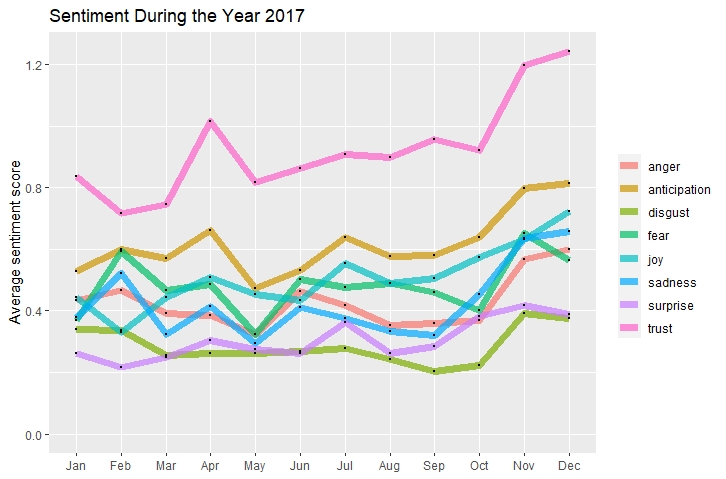 Sentiment During the Year 2017
Average sentiment score
1.2
0.8
0.4
0.0
Jan Feb Mar Apr May Jun Jul Aug Sep Oct Nov Dec
anger
anticipation
disgust
fear
joy
sadness
surprise
trust